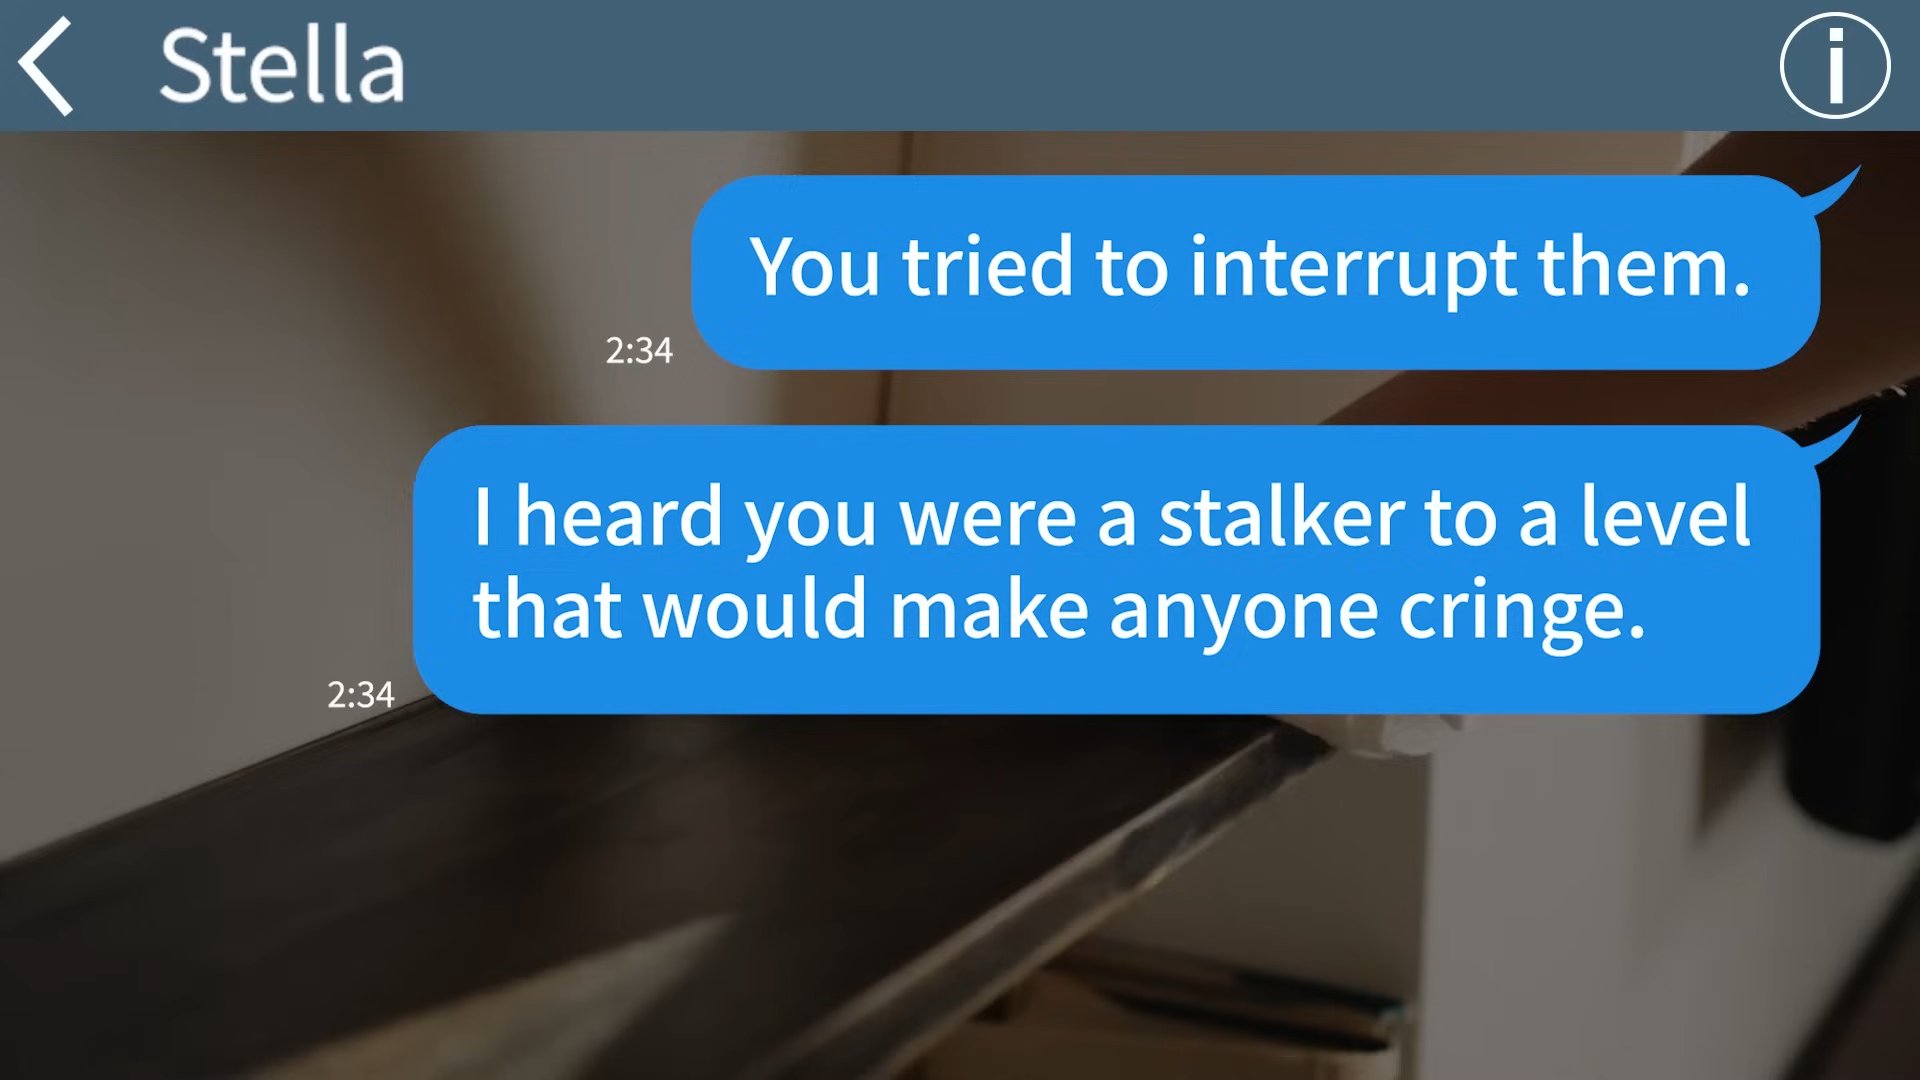 Stella
You tried to interrupt them.
2:34
I heard you were a stalker to a level
that would make anyone cringe.
2:34